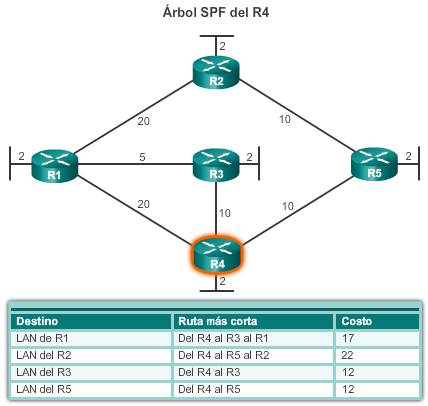 Árbol SPF del R4
2
R2
20
10
2
5
2
2
R1
R3
R5
20
10
10
R4
2
Destino Ruta más corta Costo
LAN de R1 Del R4 al R3 al R1 17
LAN del R2 Del R4 al R5 al R2 22
LAN del R3 Del R4 al R3 12
LAN del R5 Del R4 al R5 12